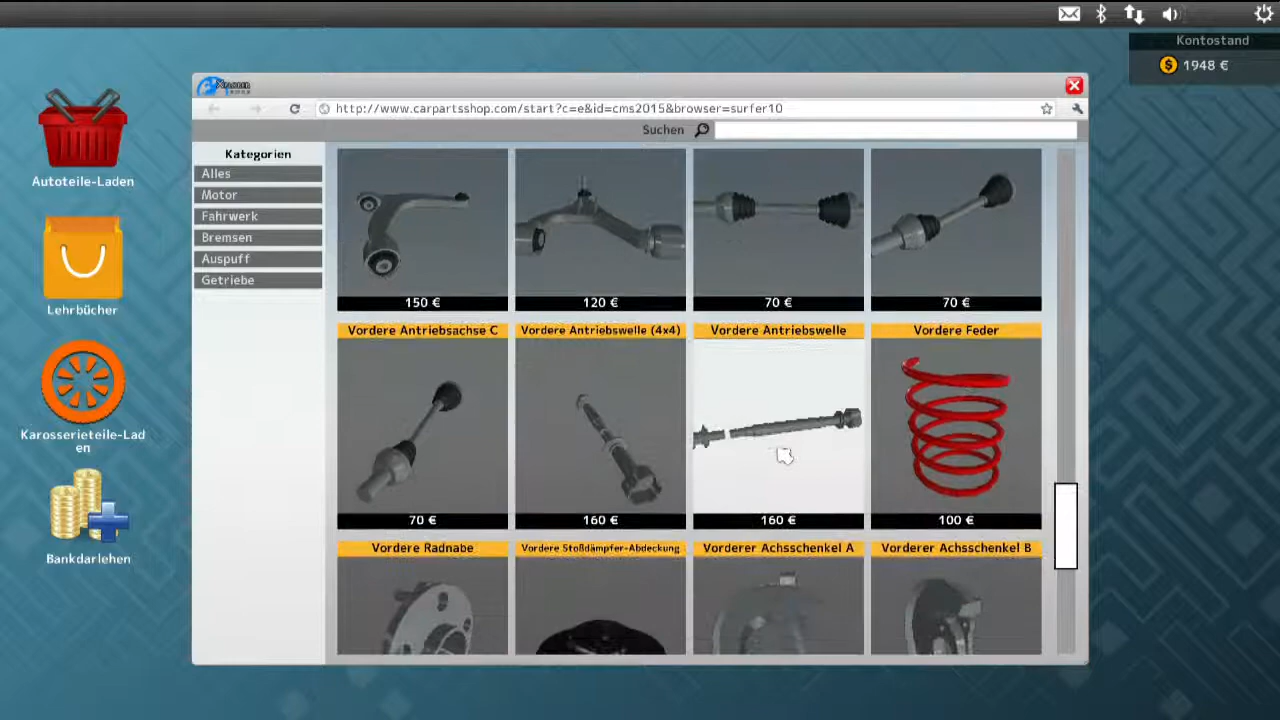 Kontostand
1948 €
Autoteile-Laden
Lehrbücher
Karosserieteile-Lad
en
Bankdarlehen
http://www.carpartsshop.com/start?c=e&id=cms2015&browser=surfer10
Suchen
Kategorien
Alles
Motor
Fahrwerk
Bremsen
Auspuff
Getriebe
150 €
120 €
70 €
70 €
Vordere Antriebsachse C
Vordere Antriebswelle (4x4)
Vordere Antriebswelle
Vordere Feder
70 €
160 €
160 €
100 €
Vordere Radnabe
Vordere Stoßdämpfer-Abdeckung
Vorderer Achsschenkel A
Vorderer Achsschenkel B